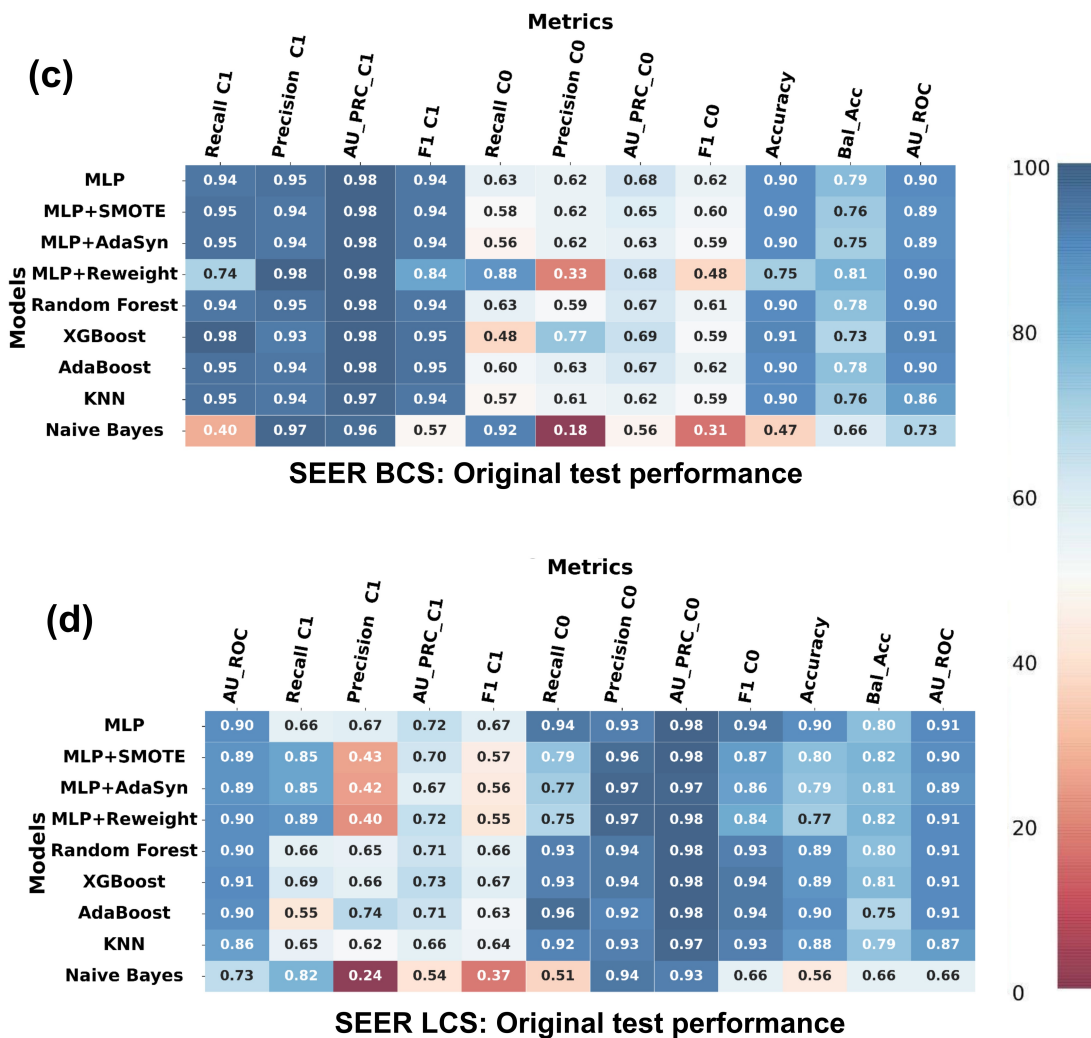 (c)
Metrics
Recall C1 Precision C1 AU_PRC_C1 F1 C1 Recall C0 Precision C0 AU_PRC_C0 F1 C0 Accuracy Bal_Acc AU_ROC
Models
MLP 0.94 0.95 0.98 0.94 0.63 0.62 0.68 0.62 0.90 0.79 0.90
MLP+SMOTE 0.95 0.94 0.98 0.94 0.58 0.62 0.65 0.60 0.90 0.76 0.89
MLP+AdaSyn 0.95 0.94 0.98 0.94 0.56 0.62 0.63 0.59 0.90 0.75 0.89
MLP+Reweight 0.74 0.98 0.98 0.84 0.88 0.33 0.68 0.48 0.75 0.81 0.90
Random Forest 0.94 0.95 0.98 0.94 0.63 0.59 0.67 0.61 0.90 0.78 0.90
XGBoost 0.98 0.93 0.98 0.95 0.48 0.77 0.69 0.59 0.91 0.73 0.91
AdaBoost 0.95 0.94 0.98 0.95 0.60 0.63 0.67 0.62 0.90 0.78 0.90
KNN 0.95 0.94 0.97 0.94 0.57 0.61 0.62 0.59 0.90 0.76 0.86
Naive Bayes 0.40 0.97 0.96 0.57 0.92 0.18 0.56 0.31 0.47 0.66 0.73
SEER BCS: Original test performance
100
80
60
40
20
0
(d)
Metrics
AU_ROC Recall C1 Precision C1 AU_PRC_C1 F1 C1 Recall C0 Precision C0 AU_PRC_C0 F1 C0 Accuracy Bal_Acc AU_ROC
Models
MLP 0.90 0.66 0.67 0.72 0.67 0.94 0.93 0.98 0.94 0.90 0.80 0.91
MLP+SMOTE 0.89 0.85 0.43 0.70 0.57 0.79 0.96 0.98 0.87 0.80 0.82 0.90
MLP+AdaSyn 0.89 0.85 0.42 0.67 0.56 0.77 0.97 0.97 0.86 0.79 0.81 0.89
MLP+Reweight 0.90 0.89 0.40 0.72 0.55 0.75 0.97 0.98 0.84 0.77 0.82 0.91
Random Forest 0.90 0.66 0.65 0.71 0.66 0.93 0.94 0.98 0.93 0.89 0.80 0.91
XGBoost 0.91 0.69 0.66 0.73 0.67 0.93 0.94 0.98 0.94 0.89 0.81 0.91
AdaBoost 0.90 0.55 0.74 0.71 0.63 0.96 0.92 0.98 0.94 0.90 0.75 0.91
KNN 0.86 0.65 0.62 0.66 0.64 0.92 0.93 0.97 0.93 0.88 0.79 0.87
Naive Bayes 0.73 0.82 0.24 0.54 0.37 0.51 0.94 0.93 0.66 0.56 0.66 0.66
SEER LCS: Original test performance